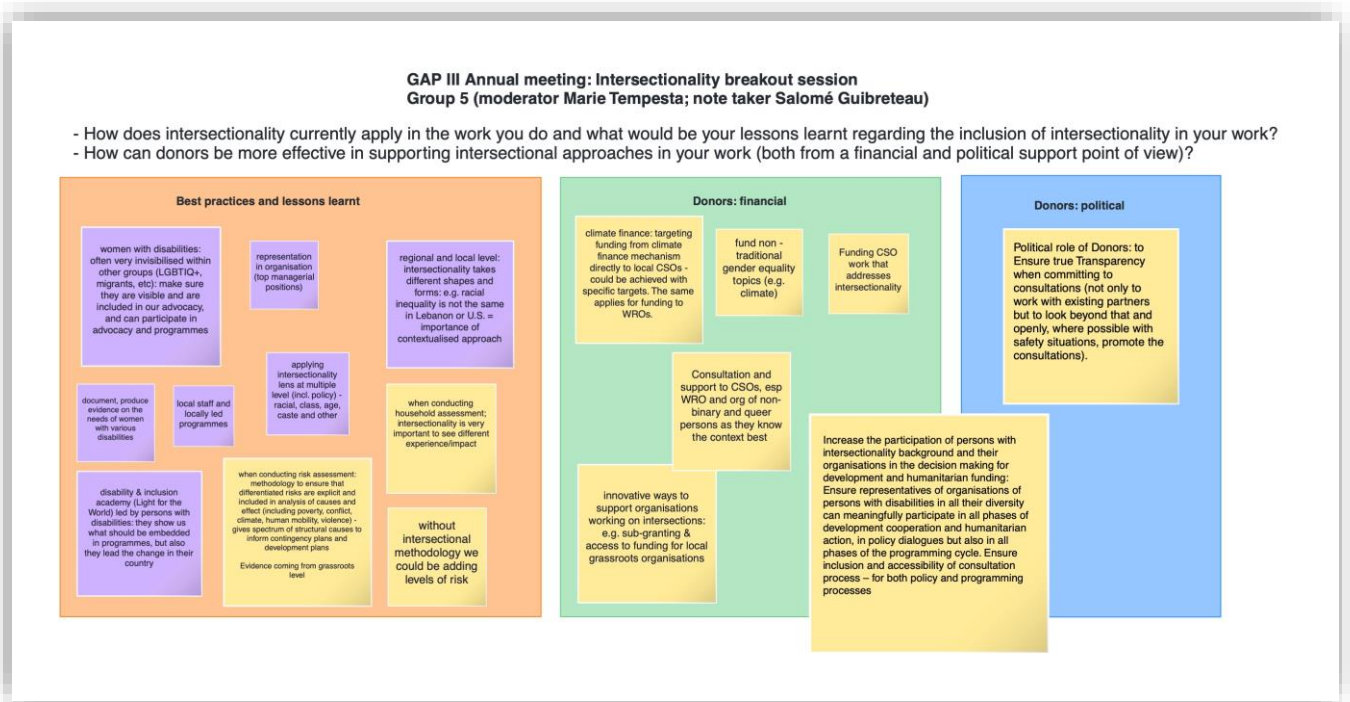 GAP III Annual meeting: Intersectionality breakout session
Group 5 (moderator Marie Tempesta; note taker Salomé Guibreteau)
- How does intersectionality currently apply in the work you do and what would be your lessons learnt regarding the inclusion of intersectionality in your work?
- How can donors be more effective in supporting intersectional approaches in your work (both from a financial and political support point of view)?
Best practices and lessons learnt
women with disabilities:
often very invisibilised within
other groups (LGBTIQ+,
migrants, etc): make sure
they are visible and are
included in our advocacy,
and can participate in
advocacy and programmes
representation
in organisation
(top managerial
positions)
regional and local level:
intersectionality takes
different shapes and
forms: e.g. racial
inequality is not the same
in Lebanon or U.S. =
importance of
contextualised approach
document, produce
evidence on the
needs of women
with various
disabilities
local staff and
locally led
programmes
applying
intersectionality
lens at multiple
level (incl. policy) -
racial, class, age,
caste and other
when conducting
household assessment;
intersectionality is very
important to see different
experience/impact
disability & inclusion
academy (Light for the
World) led by persons with
disabilities: they show us
what should be embedded
in programmes, but also
they lead the change in their
country
when conducting risk assessment:
methodology to ensure that
differentiated risks are explicit and
included in analysis of causes and
effect (including poverty, conflict,
climate, human mobility, violence) -
gives spectrum of structural causes to
inform contingency plans and
development plans
Evidence coming from grassroots
level
without
intersectional
methodology we
could be adding
levels of risk
Donors: financial
climate finance: targeting
funding from climate
finance mechanism
directly to local CSOs -
could be achieved with
specific targets. The same
applies for funding to
WROs.
fund non -
traditional
gender equality
topics (e.g.
climate)
Funding CSO
work that
addresses
intersectionality
Consultation and
support to CSOs, esp
WRO and org of non-
binary and queer
persons as they know
the context best
innovative ways to
support organisations
working on intersections:
e.g. sub-granting &
access to funding for local
grassroots organisations
Increase the participation of persons with
intersectionality background and their
organisations in the decision making for
development and humanitarian funding:
Ensure representatives of organisations of
persons with disabilities in all their diversity
can meaningfully participate in all phases of
development cooperation and humanitarian
action, in policy dialogues but also in all
phases of the programming cycle. Ensure
inclusion and accessibility of consultation
process – for both policy and programming
processes
Donors: political
Political role of Donors: to
Ensure true Transparency
when committing to
consultations (not only to
work with existing partners
but to look beyond that and
openly, where possible with
safety situations, promote the
consultations).